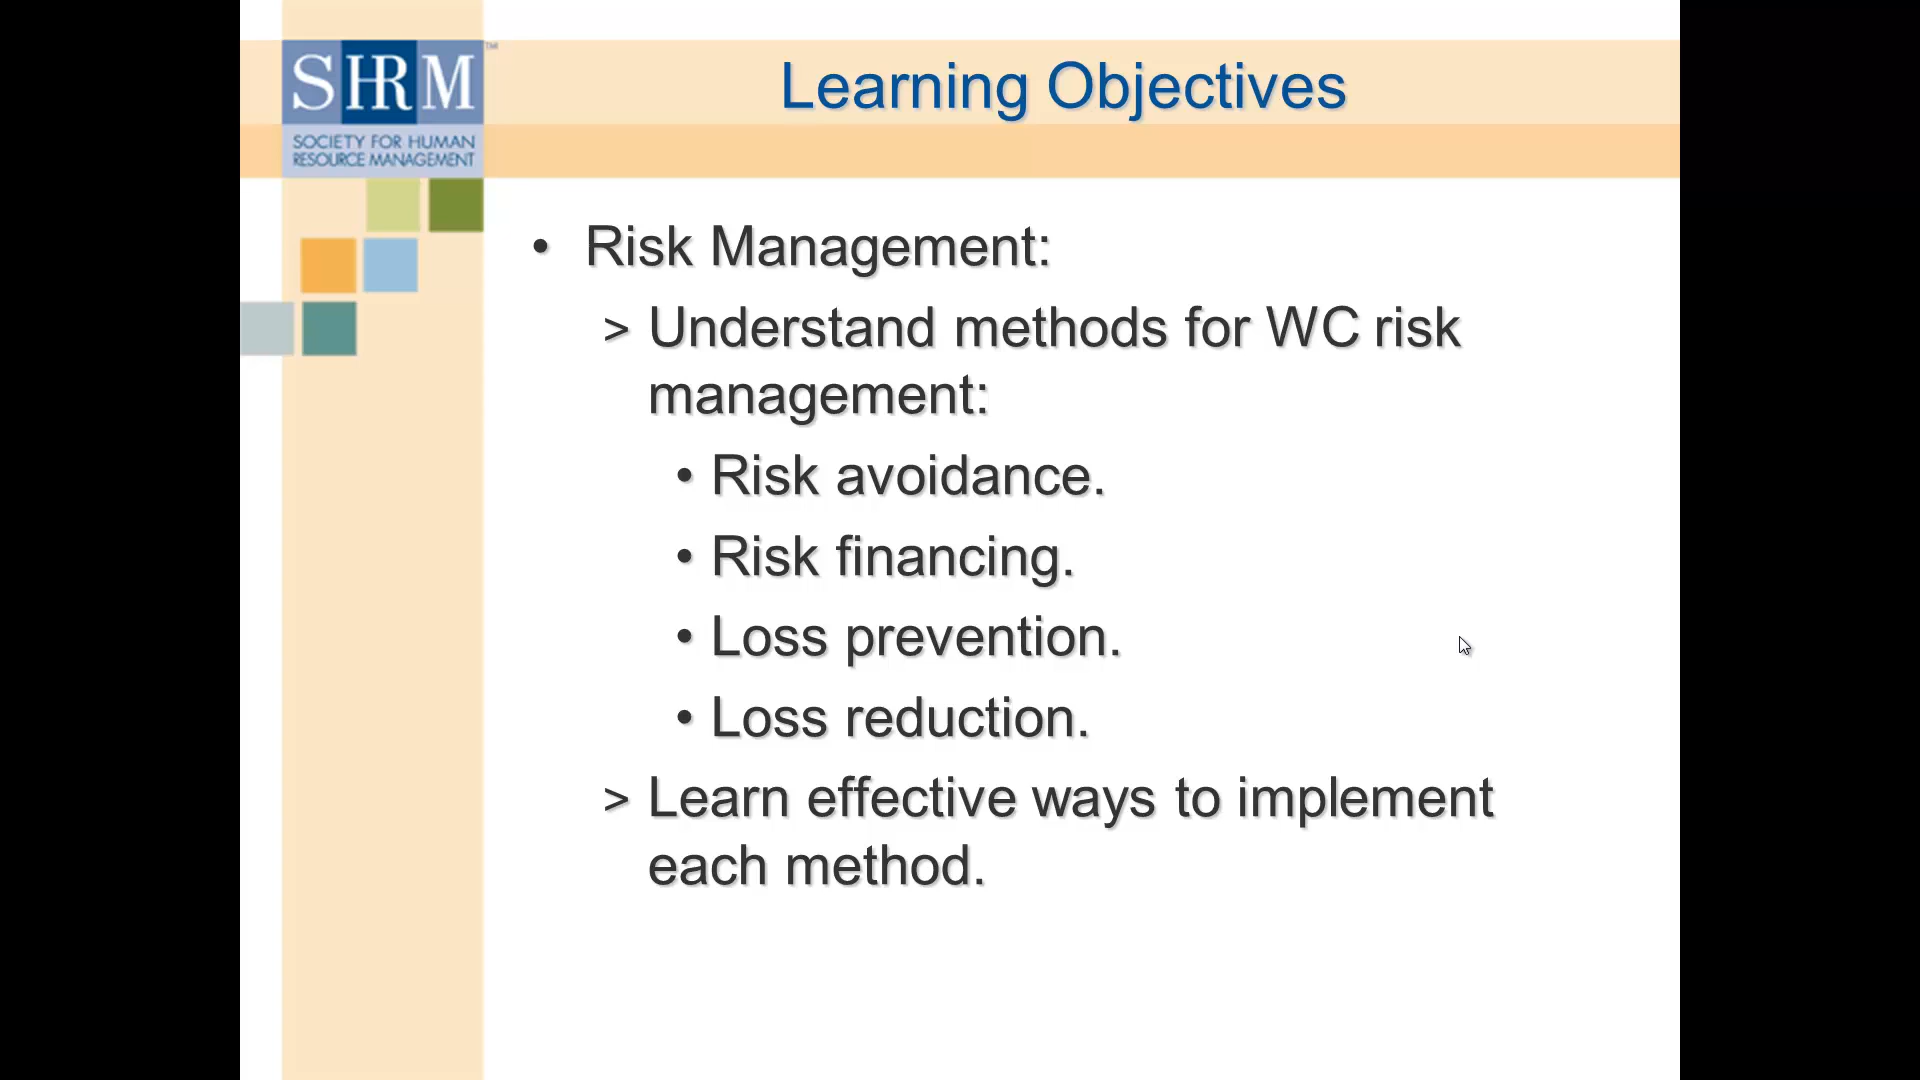 SHRM™
SOCIETY FOR HUMAN
RESOURCE MANAGEMENT
Learning Objectives
• Risk Management:
> Understand methods for WC risk
management:
• Risk avoidance.
• Risk financing.
• Loss prevention.
• Loss reduction.
> Learn effective ways to implement
each method.